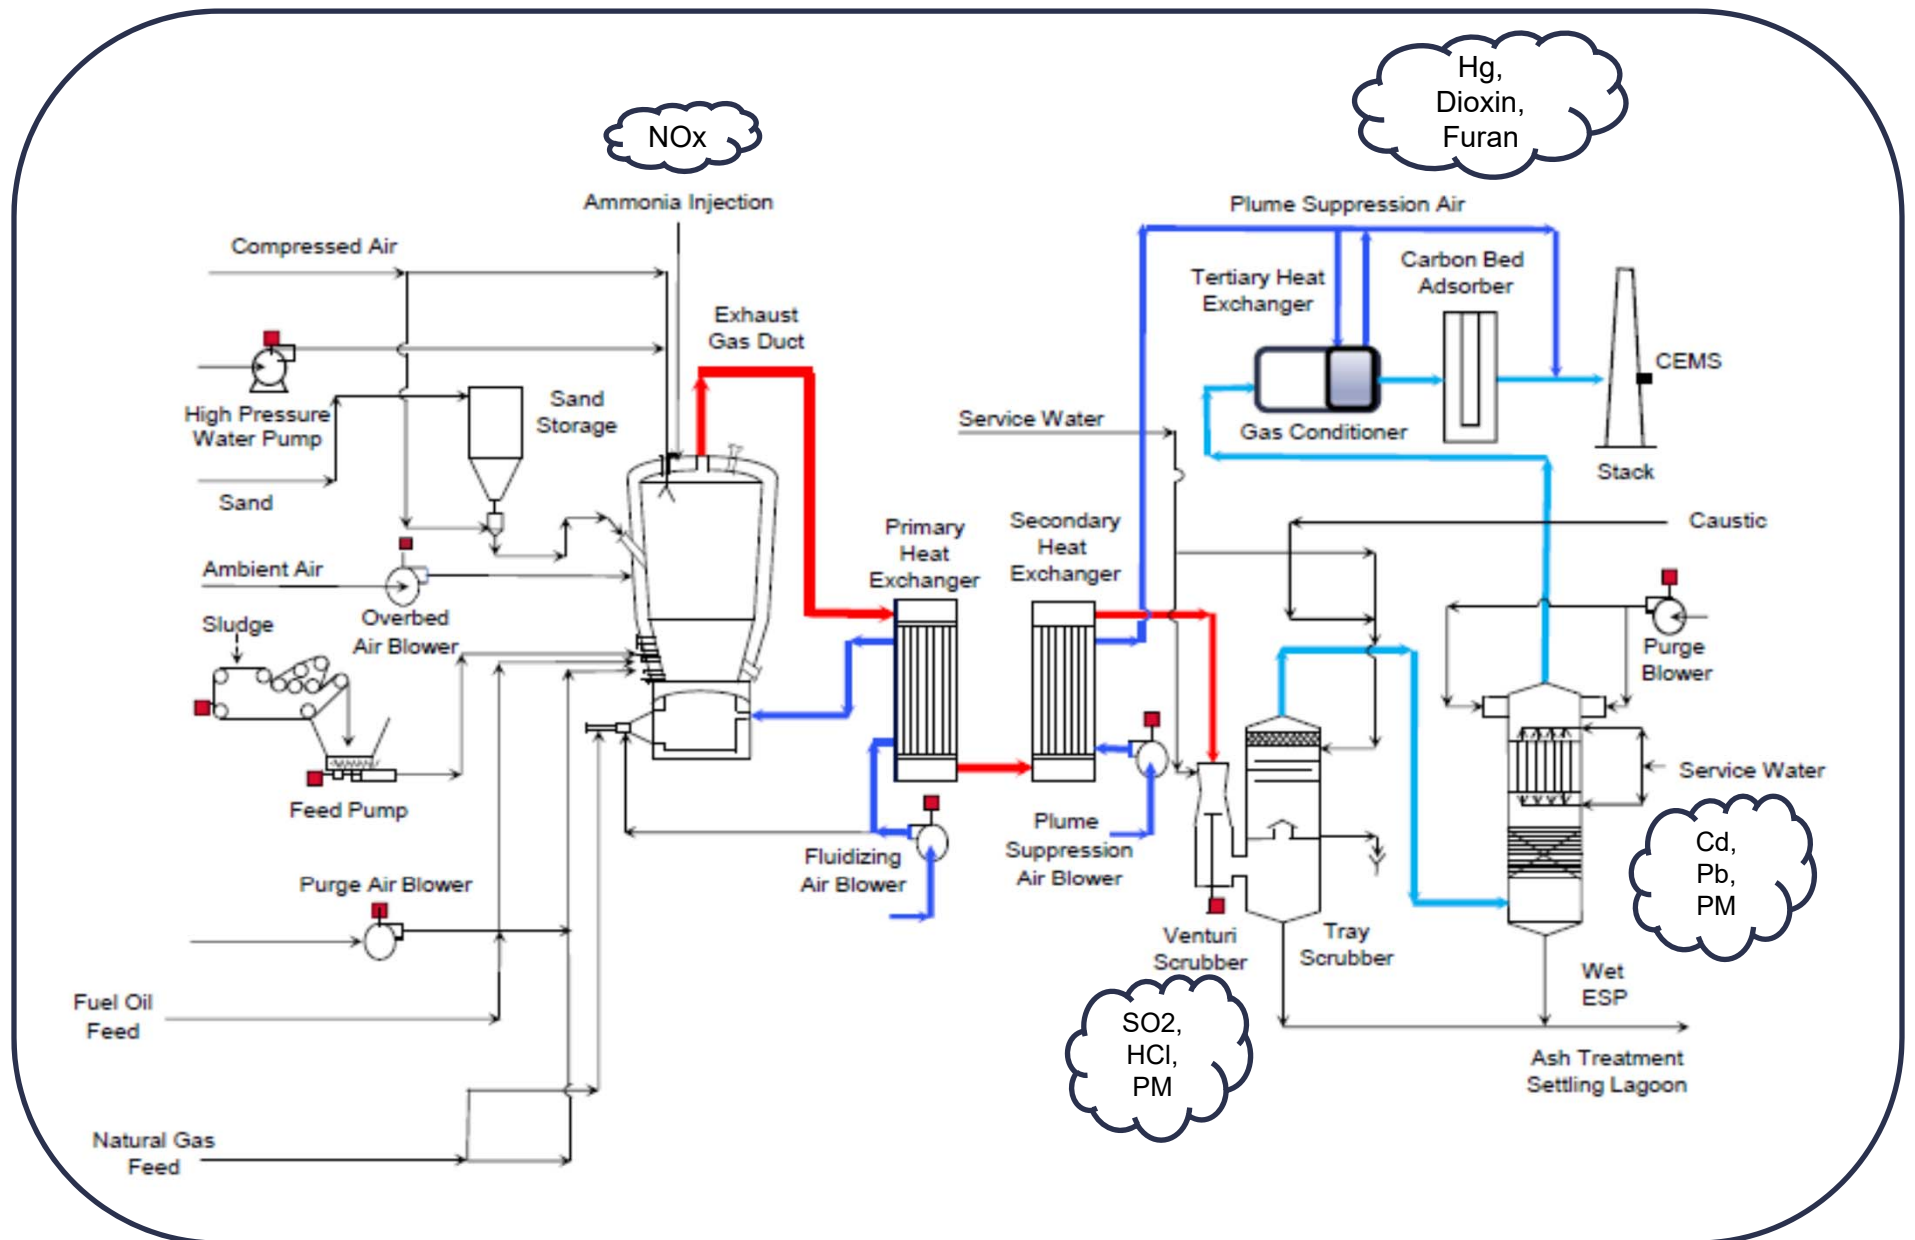 Hg,
Dioxin,
Furan
NOx
Ammonia Injection
Plume Suppression Air
Compressed Air
Tertiary Heat
Exchanger
Carbon Bed
Adsorber
Exhaust
Gas Duct
CEMS
High Pressure
Water Pump
Sand
Storage
Service Water
Gas Conditioner
Stack
Sand
Primary
Heat
Exchanger
Secondary
Heat
Exchanger
Caustic
Ambient Air
Overbed
Air Blower
Sludge
Purge
Blower
Feed Pump
Service Water
Fluidizing
Air Blower
Plume
Suppression
Air Blower
Cd,
Pb,
PM
Purge Air Blower
Venturi
Scrubber
Tray
Scrubber
Wet
ESP
Fuel Oil
Feed
SO2,
HCl,
PM
Ash Treatment
Settling Lagoon
Natural Gas
Feed